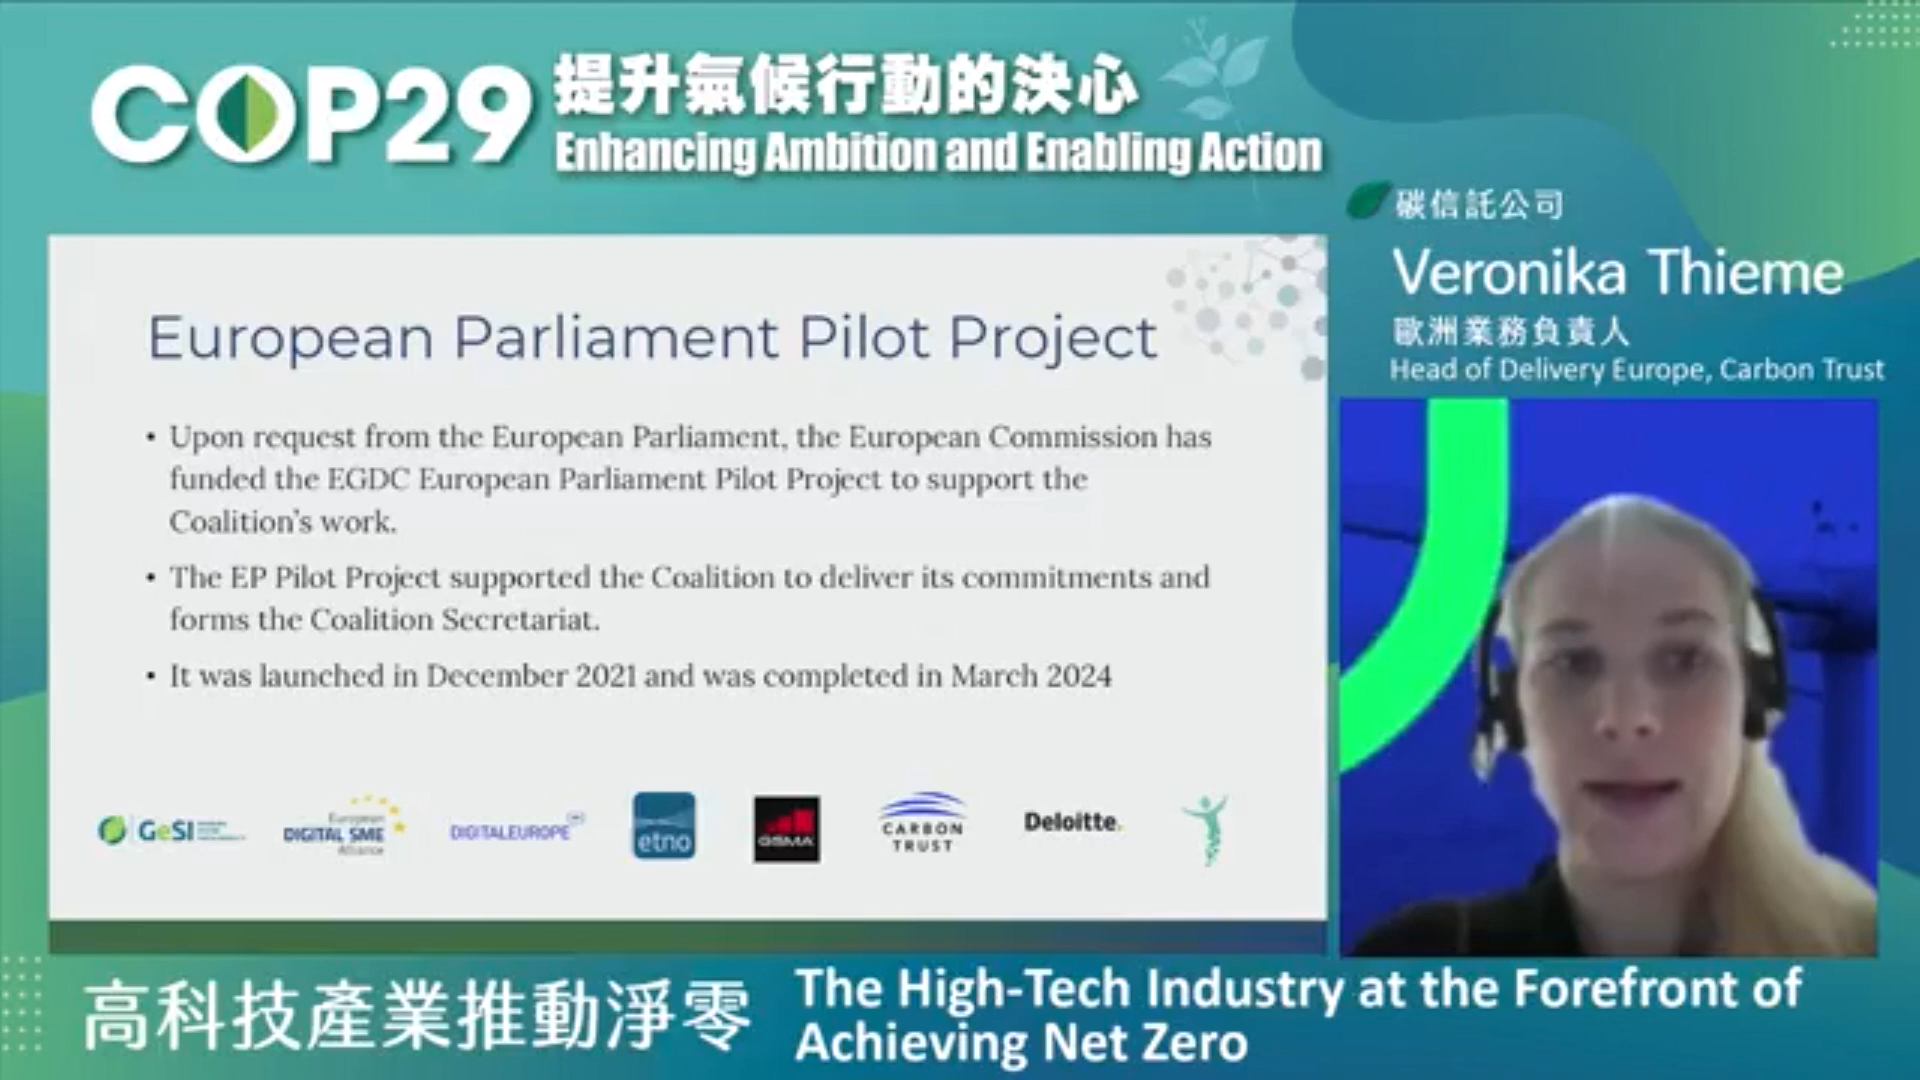 COP29
提升氣候行動的決心
Enhancing Ambition and Enabling Action
碳信託公司
Veronika Thieme
歐洲業務負責人
Head of Delivery Europe, Carbon Trust
European Parliament Pilot Project
• Upon request from the European Parliament, the European Commission has
funded the EGDC European Parliament Pilot Project to support the
Coalition's work.
• The EP Pilot Project supported the Coalition to deliver its commitments and
forms the Coalition Secretariat.
• It was launched in December 2021 and was completed in March 2024
GeSI
European
DIGITAL SME
Alliance
DIGITALEUROPE
etno
GSMA
CARBON
TRUST
Deloitte.
高科技產業推動淨零
The High-Tech Industry at the Forefront of
Achieving Net Zero